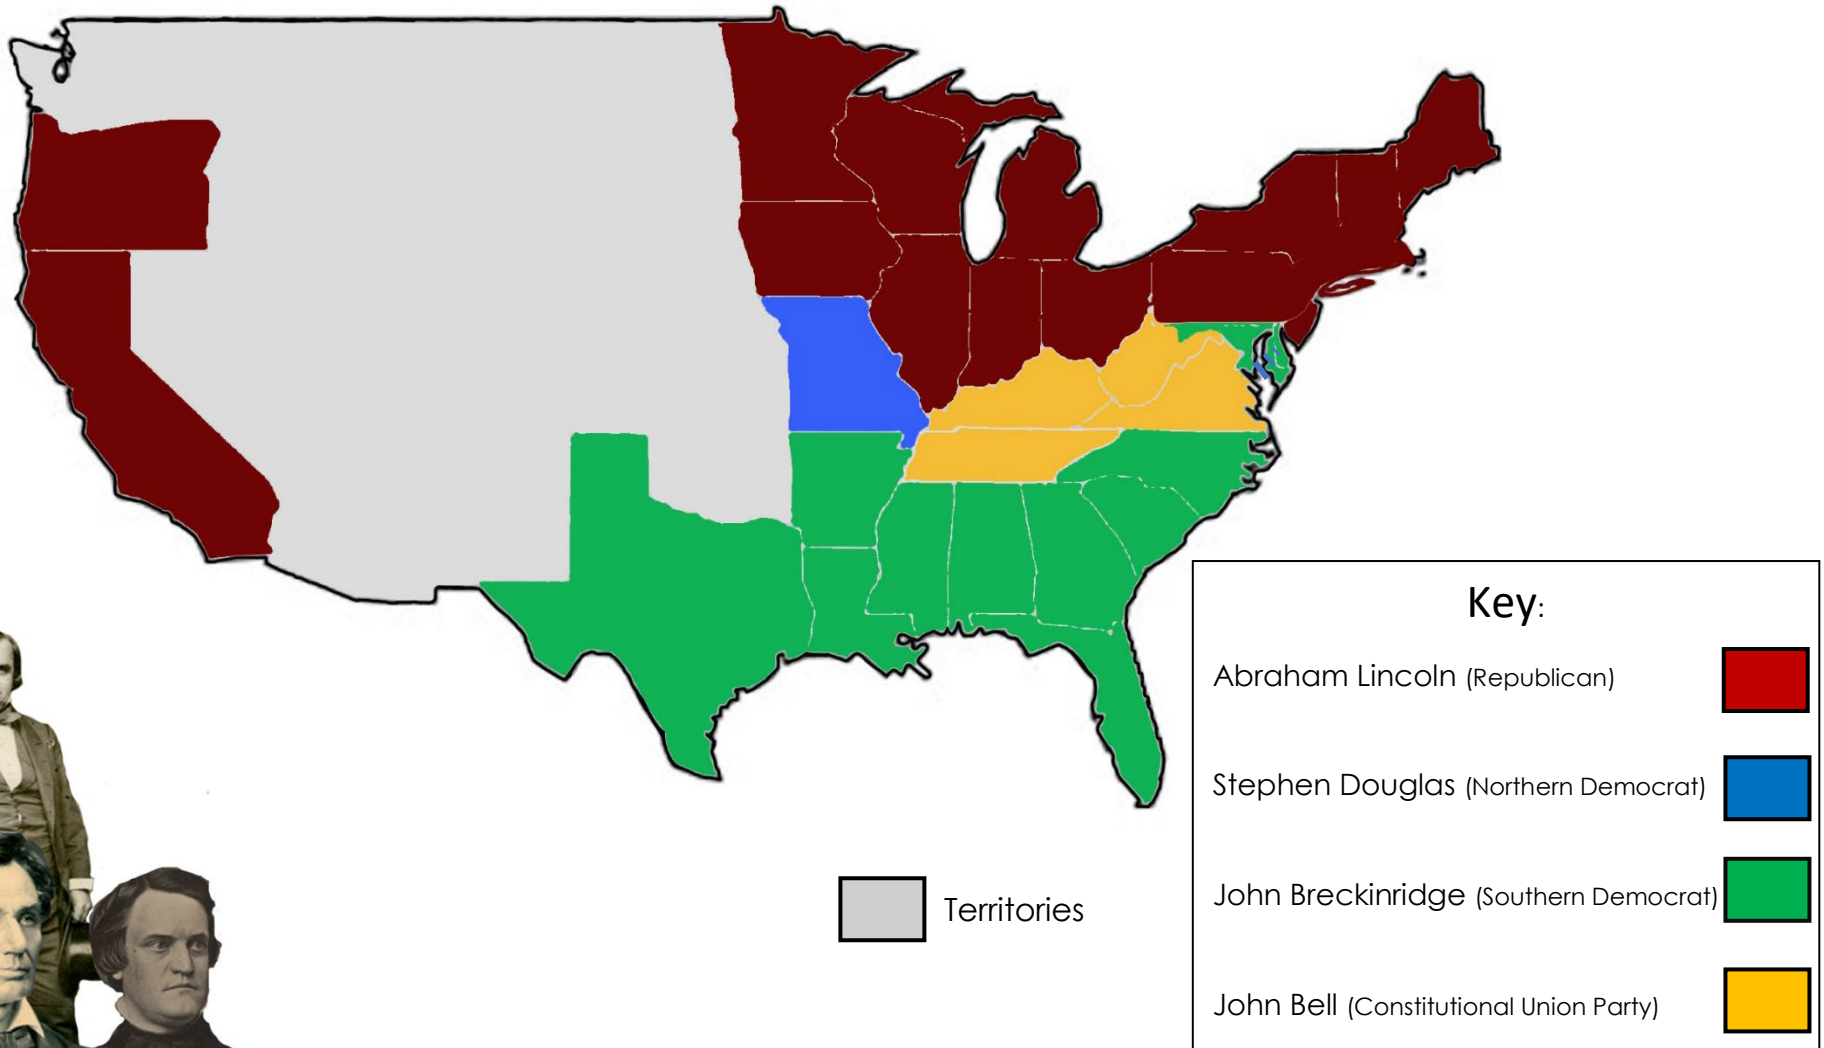 Key:
Abraham Lincoln (Republican)
Stephen Douglas (Northern Democrat)
John Breckinridge (Southern Democrat)
Territories
John Bell (Constitutional Union Party)